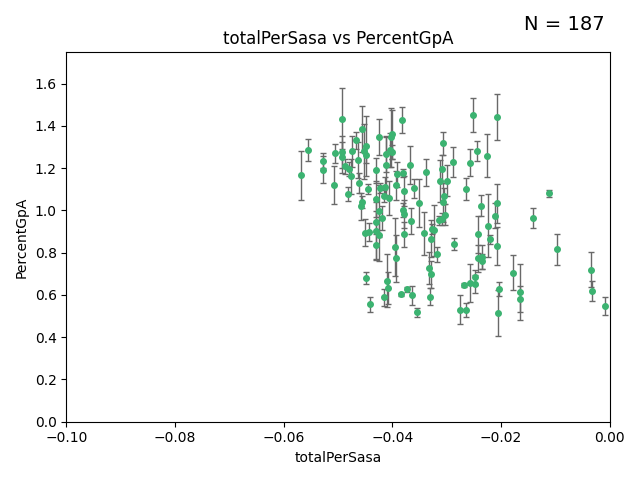 N = 187
totalPerSasa vs PercentGpA
PercentGpA
1.6
1.4
1.2
1.0
0.8
0.6
0.4
0.2
0.0
−0.10 −0.08 −0.06 −0.04 −0.02 0.00
totalPerSasa